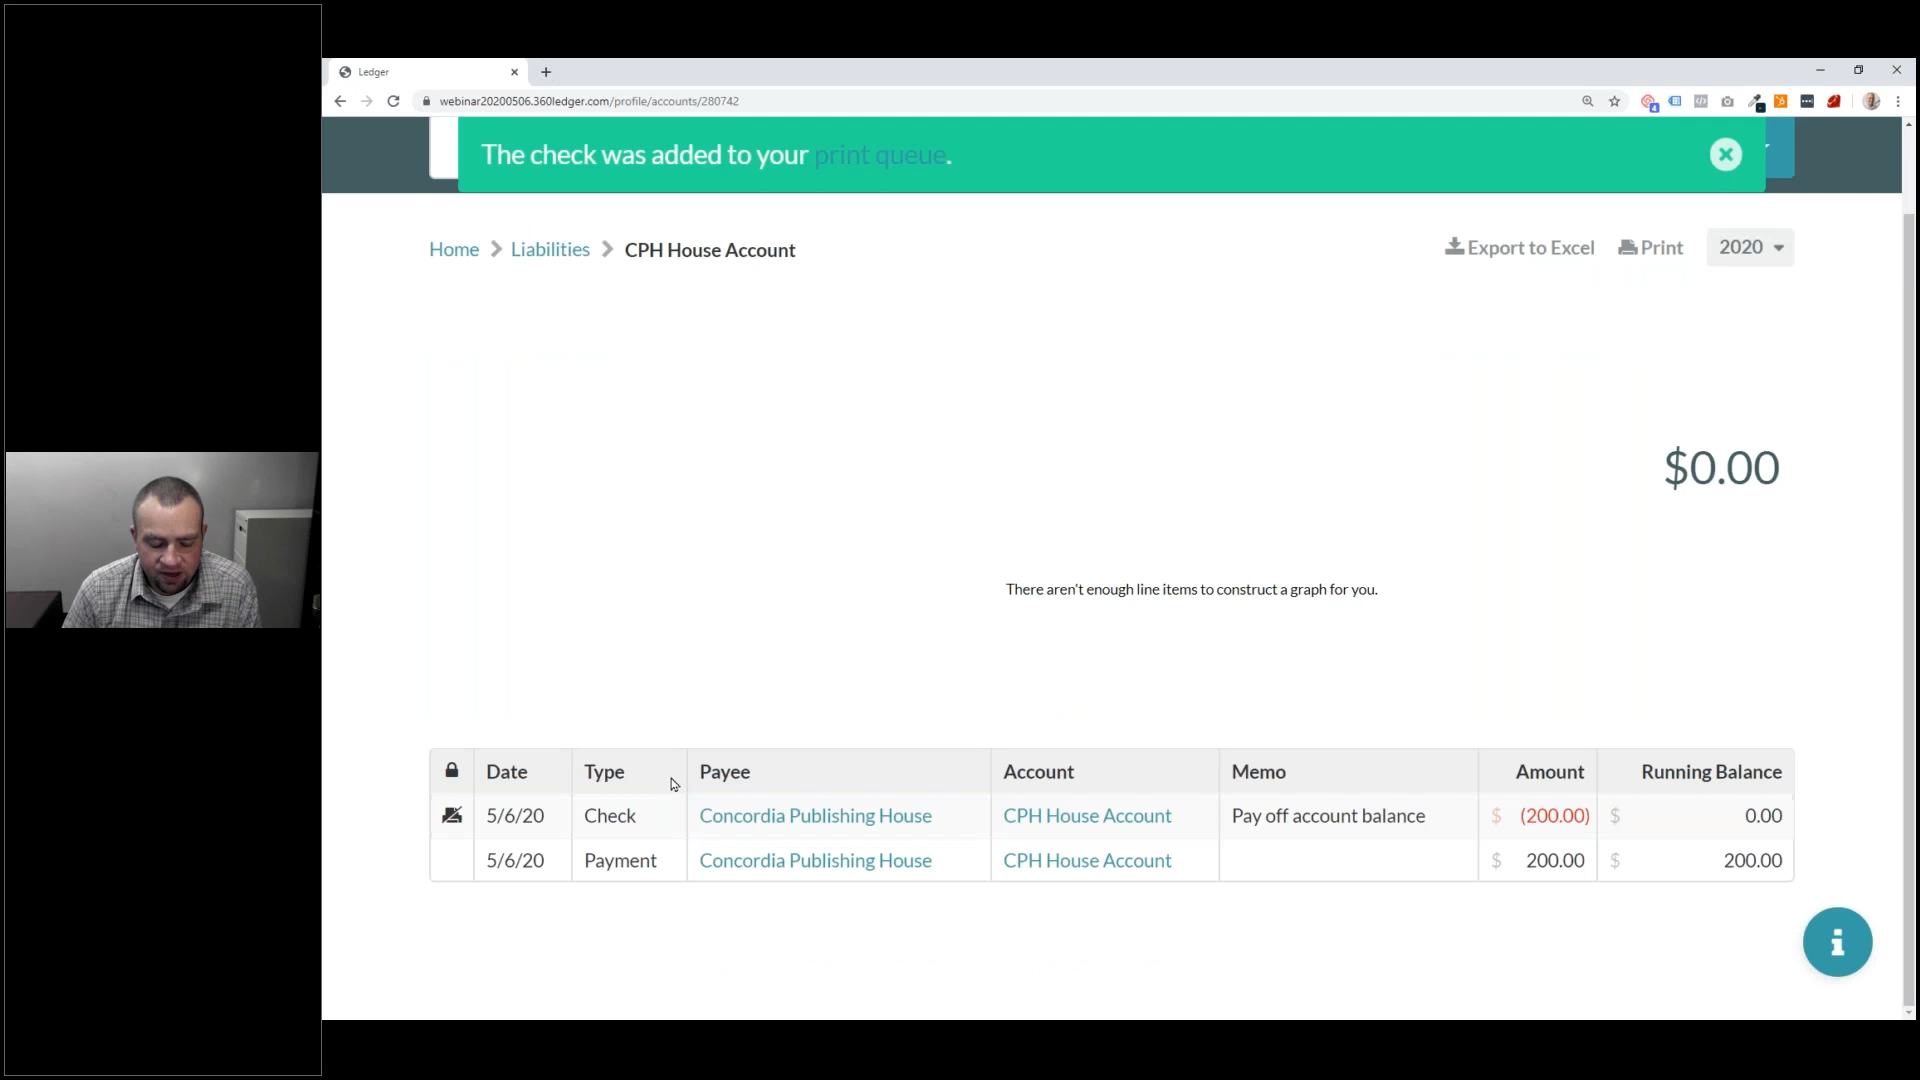 Ledger
webinar20200506.360ledger.com/profile/accounts/280742
The check was added to your print queue.
Home Liabilities CPH House Account
Export to Excel Print 2020
$0.00
There aren't enough line items to construct a graph for you.
Date Type Payee Account Memo Amount Running Balance
5/6/20 Check Concordia Publishing House CPH House Account Pay off account balance $ (200.00) $ 0.00
5/6/20 Payment Concordia Publishing House CPH House Account $ 200.00 $ 200.00